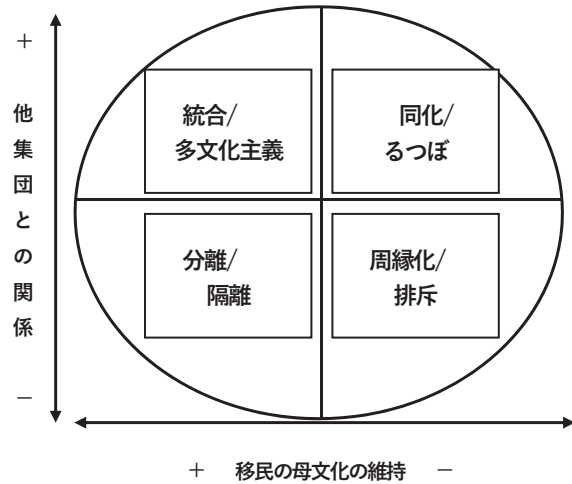 ＋
他集団との関係
－
統合/
多文化主義
同化/
るつぼ
分離/
隔離
周縁化/
排斥
＋ 移民の母文化の維持 －